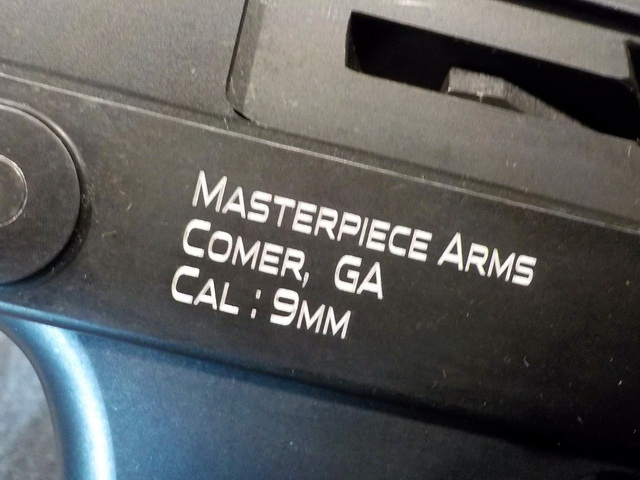 Masterpiece Arms
Comer, GA
Cal : 9mm